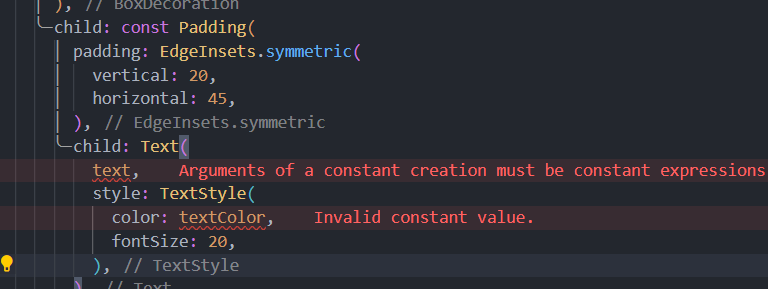 ), // BoxDecoration
child: const Padding(
padding: EdgeInsets.symmetric(
vertical: 20,
horizontal: 45,
), // EdgeInsets.symmetric
child: Text(
text, Arguments of a constant creation must be constant expressions
style: TextStyle(
color: textColor, Invalid constant value.
fontSize: 20,
), // TextStyle
) // Text